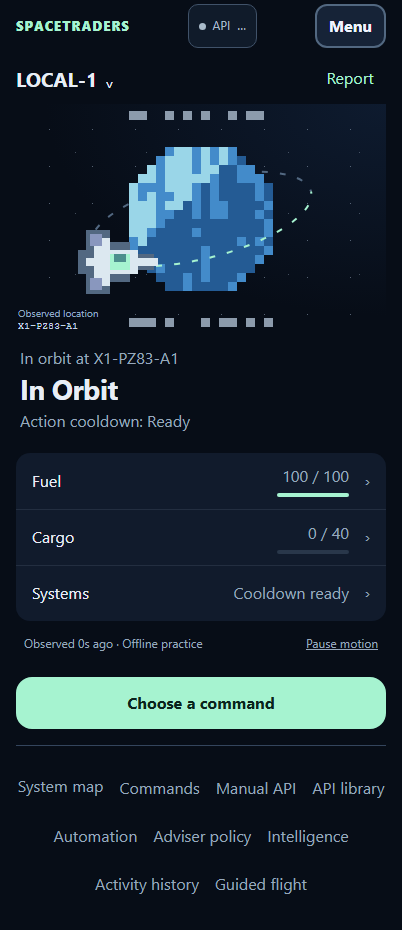 SPACETRADERS
API ...
Menu
LOCAL-1 v
Report
Observed location
X1-PZ83-A1
In orbit at X1-PZ83-A1
In Orbit
Action cooldown: Ready
Fuel 100 / 100 ›
Cargo 0 / 40 ›
Systems Cooldown ready ›
Observed 0s ago · Offline practice Pause motion
Choose a command
System map Commands Manual API API library
Automation Adviser policy Intelligence
Activity history Guided flight